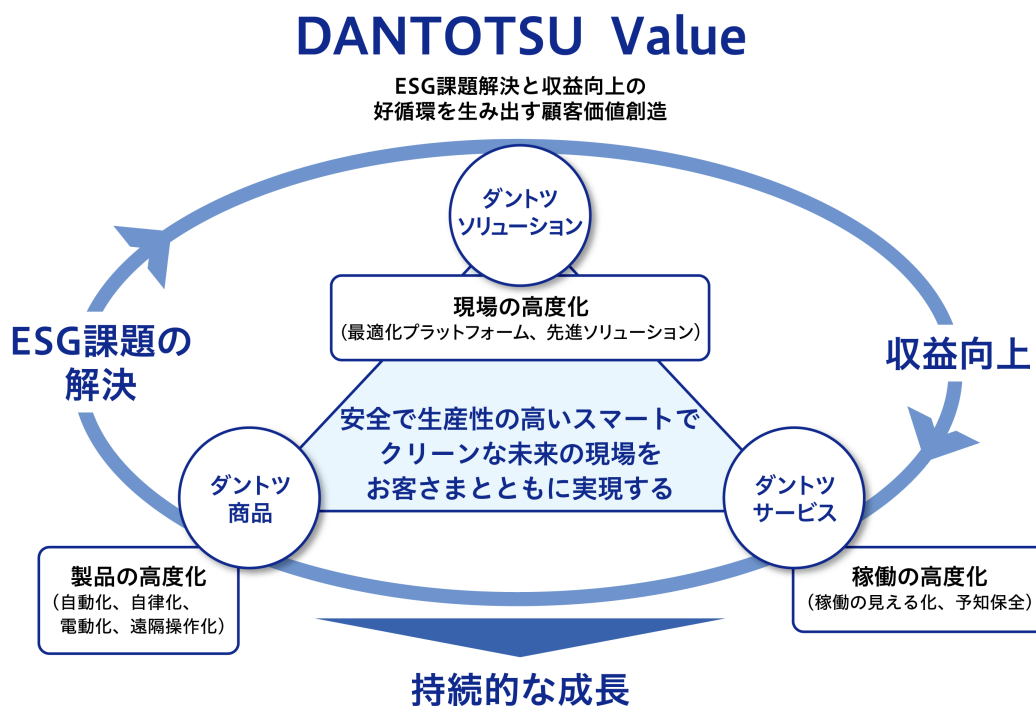 DANTOTSU Value
ESG課題解決と収益向上の
好循環を生み出す顧客価値創造
ダントツ
ソリューション
現場の高度化
（最適化プラットフォーム、先進ソリューション）
ESG課題の
解決
収益向上
安全で生産性の高いスマートで
クリーンな未来の現場を
お客さまとともに実現する
ダントツ
商品
ダントツ
サービス
製品の高度化
（自動化、自律化、
電動化、遠隔操作化）
稼働の高度化
（稼働の見える化、予知保全）
持続的な成長